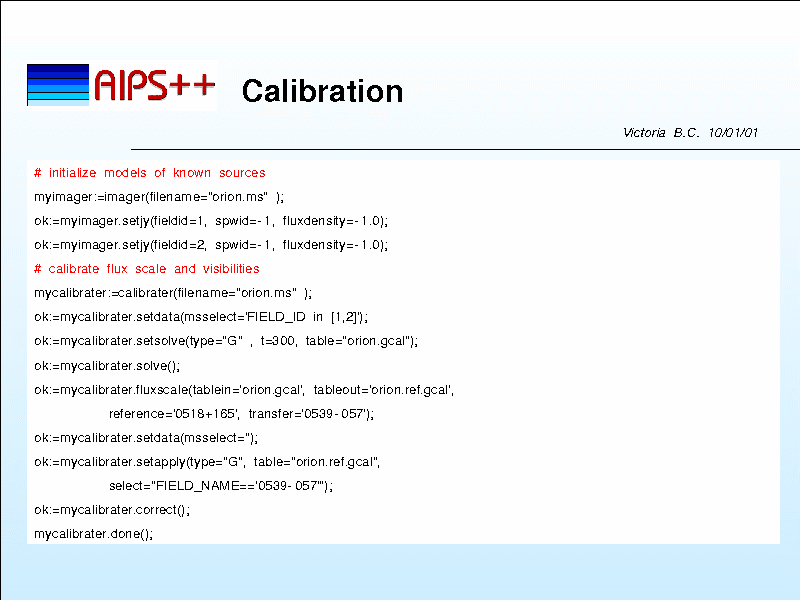 AIPS++
Calibration
Victoria B.C. 10/01/01
# initialize models of known sources
myimager:=imager(filename="orion.ms" );
ok:=myimager.setjy(fieldid=1, spwid=-1, fluxdensity=-1.0);
ok:=myimager.setjy(fieldid=2, spwid=-1, fluxdensity=-1.0);
# calibrate flux scale and visibilities
mycalibrater:=calibrater(filename="orion.ms" );
ok:=mycalibrater.setdata(msselect='FIELD_ID in [1,2]');
ok:=mycalibrater.setsolve(type="G" , t=300, table="orion.gcal");
ok:=mycalibrater.solve();
ok:=mycalibrater.fluxscale(tablein='orion.gcal', tableout='orion.ref.gcal',
reference='0518+165', transfer='0539-057');
ok:=mycalibrater.setdata(msselect='');
ok:=mycalibrater.setapply(type="G", table="orion.ref.gcal",
select="FIELD_NAME=='0539-057'");
ok:=mycalibrater.correct();
mycalibrater.done();